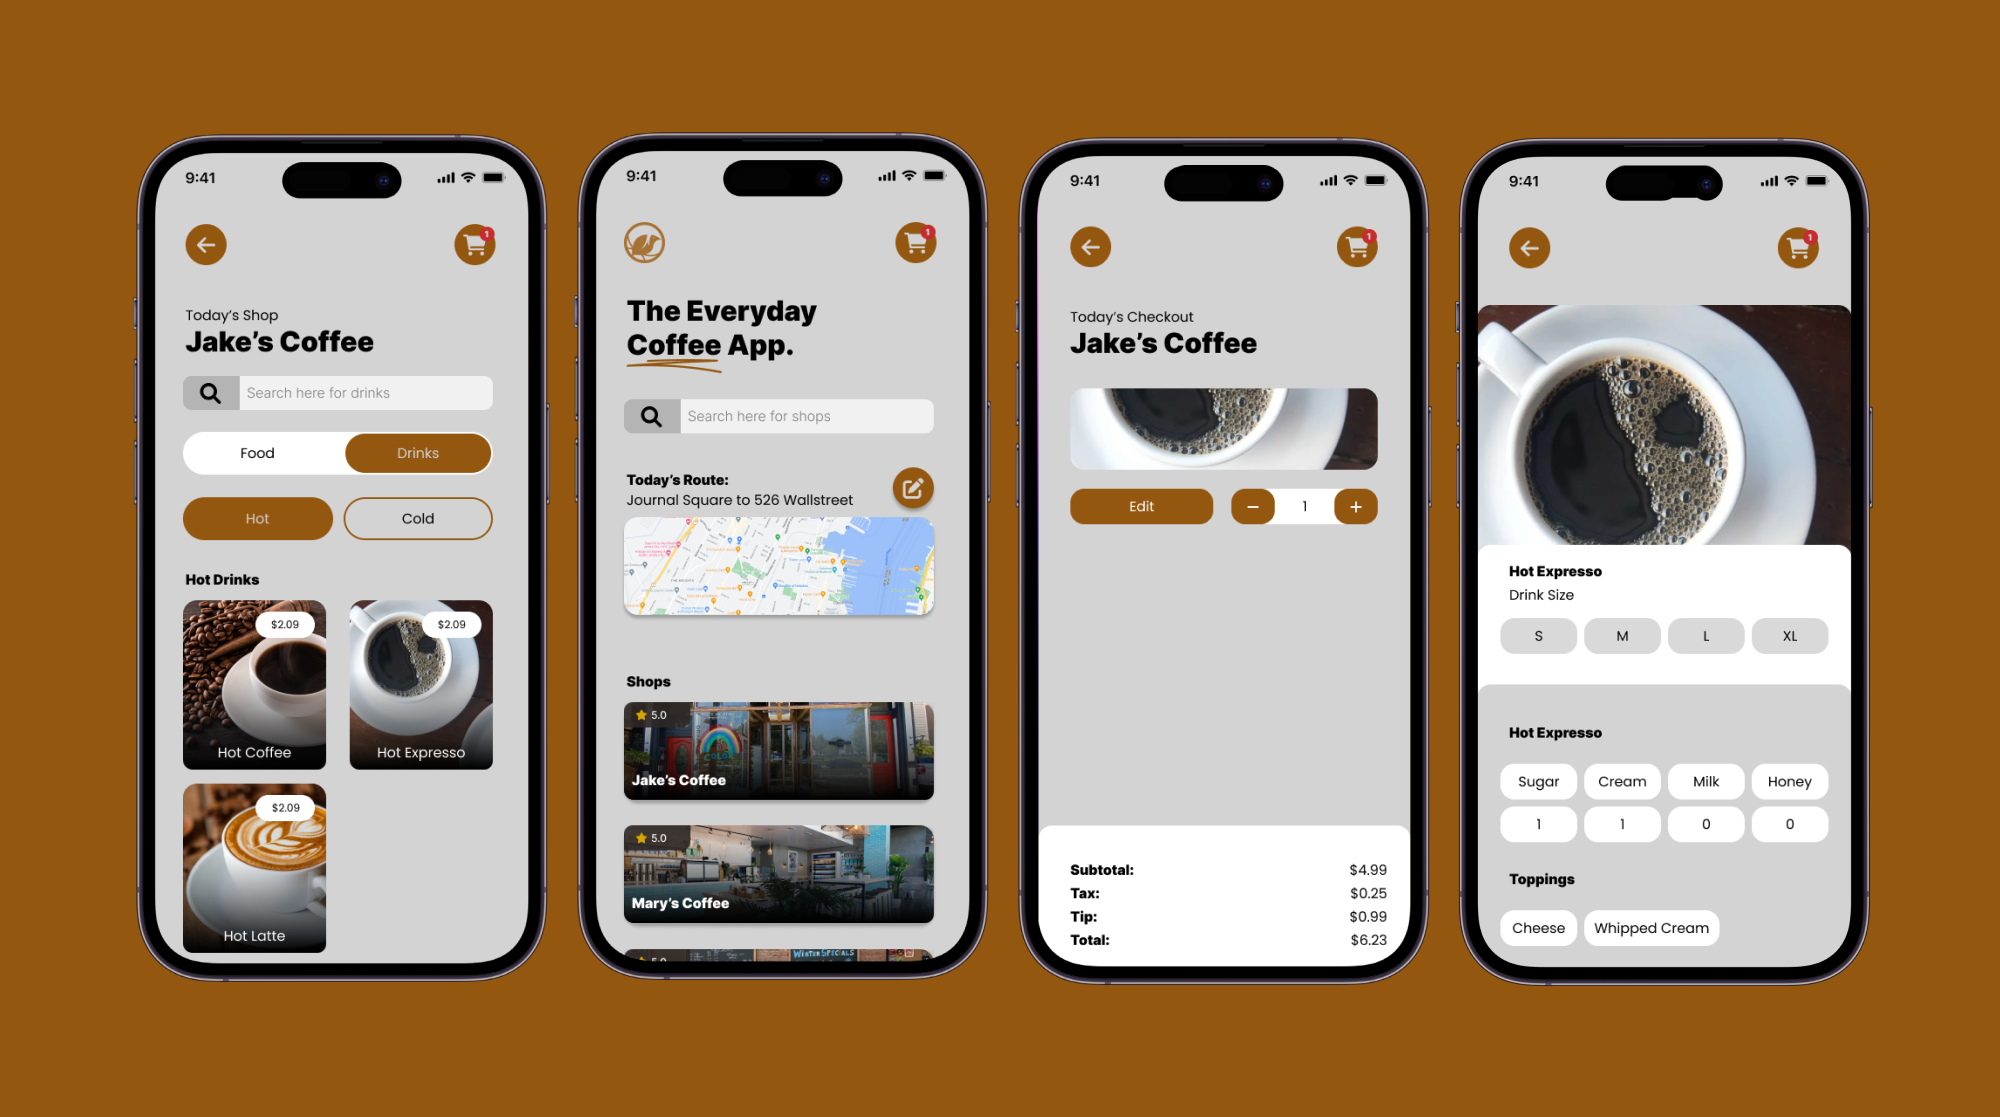 9:41
1
Today's Shop
Jake's Coffee
Search here for drinks
Food
Drinks
Hot
Cold
Hot Drinks
$2.09
Hot Coffee
$2.09
Hot Expresso
$2.09
Hot Latte
9:41
1
The Everyday
Coffee App.
Search here for shops
Today's Route:
Journal Square to 526 Wallstreet
Shops
5.0
COLOR
Jake's Coffee
5.0
Mary's Coffee
5.0
WINTER SPECIALS
9:41
1
Today's Checkout
Jake's Coffee
Edit
1
Subtotal: $4.99
Tax: $0.25
Tip: $0.99
Total: $6.23
9:41
1
Hot Expresso
Drink Size
S M L XL
Hot Expresso
Sugar Cream Milk Honey
1 1 0 0
Toppings
Cheese Whipped Cream